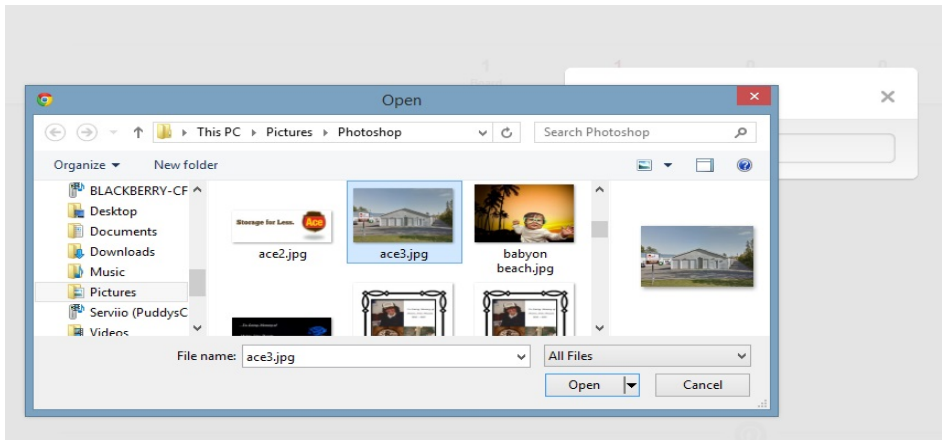 Open
This PC
Pictures
Photoshop
Search Photoshop
Organize
New folder
BLACKBERRY-CF
Desktop
Documents
Downloads
Music
Pictures
Serviio (PuddysC
Videos
Storage for Less. Ace
ace2.jpg
ace3.jpg
babyon
beach.jpg
File name: ace3.jpg
All Files
Open
Cancel